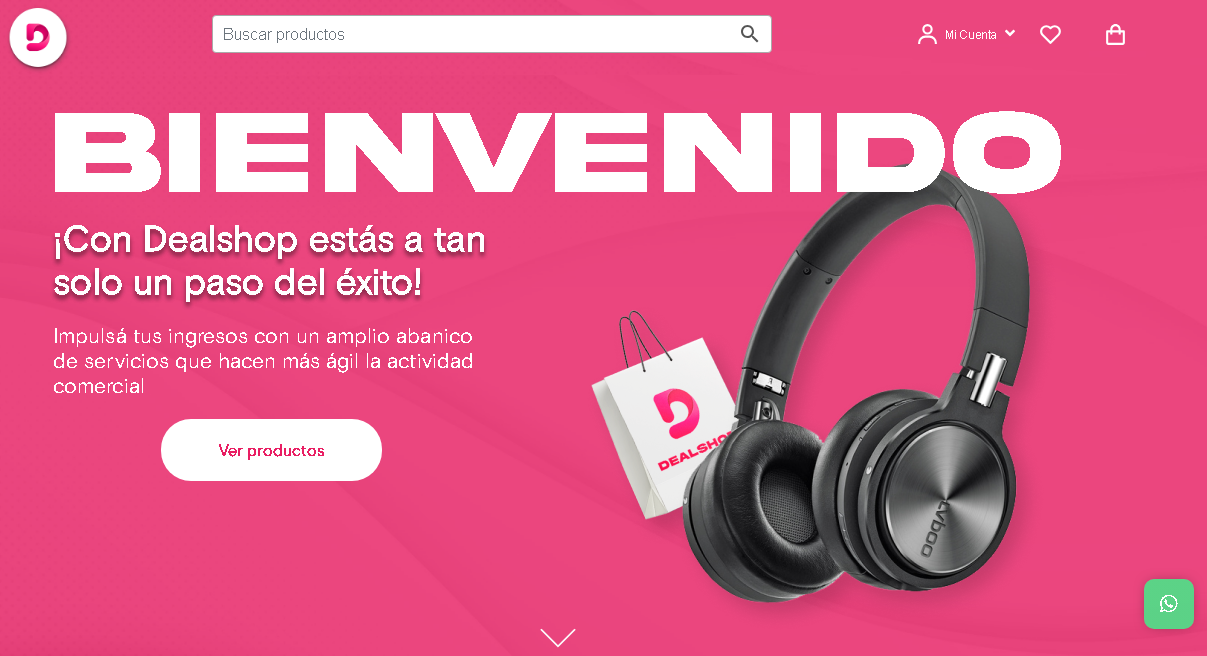 Buscar productos
Mi Cuenta
BIENVENIDO
¡Con Dealshop estás a tan
solo un paso del éxito!
Impulsá tus ingresos con un amplio abanico
de servicios que hacen más ágil la actividad
comercial
Ver productos
DEALSHOP